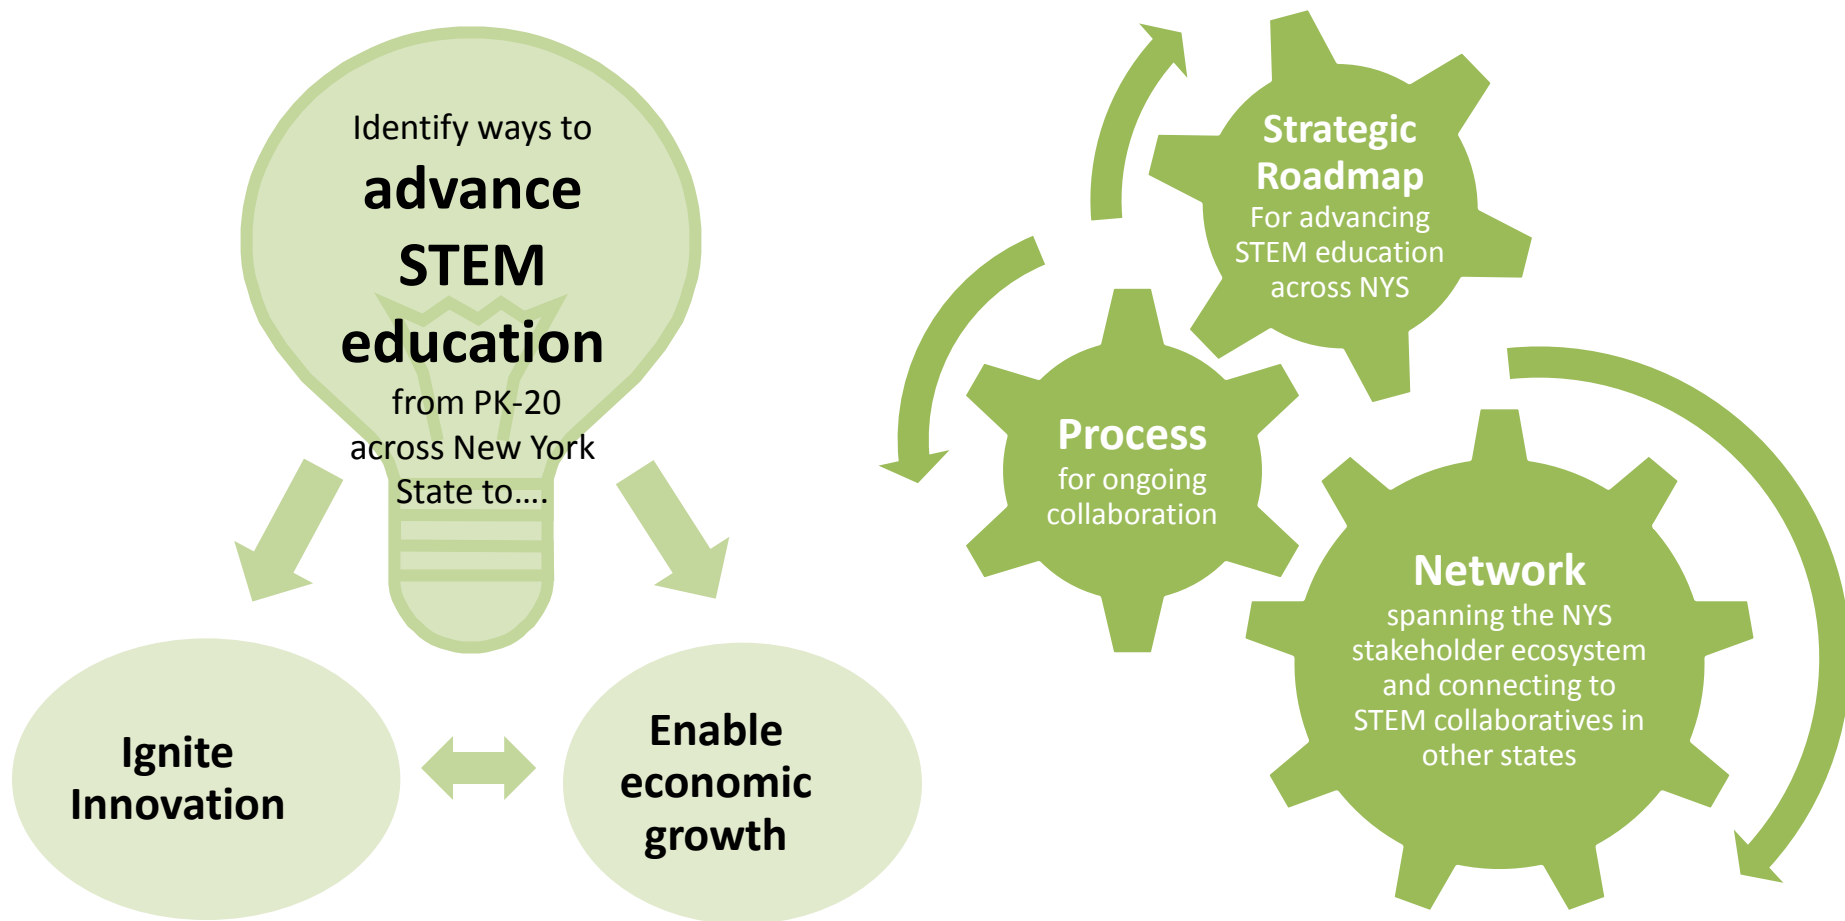 Identify ways to
advance
STEM
education
from PK-20
across New York
State to....
Ignite
Innovation
Enable
economic
growth
Strategic
Roadmap
For advancing
STEM education
across NYS
Process
for ongoing
collaboration
Network
spanning the NYS
stakeholder ecosystem
and connecting to
STEM collaboratives in
other states